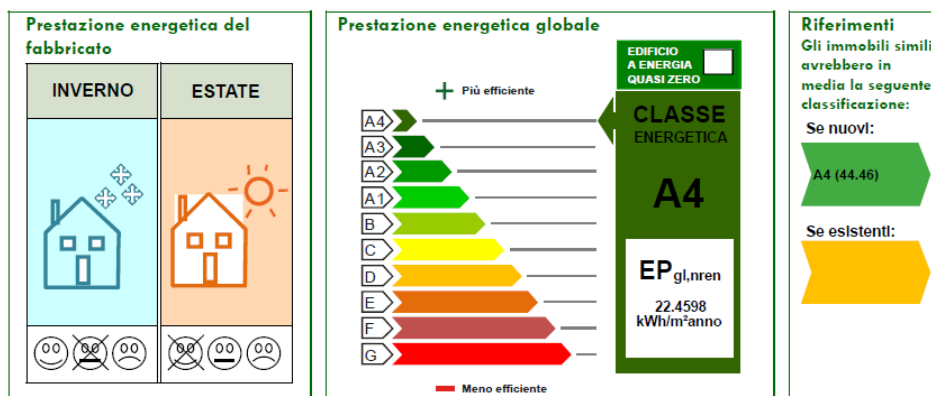 Prestazione energetica del
fabbricato
INVERNO
ESTATE
Prestazione energetica globale
EDIFICIO
A ENERGIA
QUASI ZERO
+ Più efficiente
A4
A3
A2
A1
B
C
D
E
F
G
Meno efficiente
CLASSE
ENERGETICA
A4
EPgl,nren
22.4598
kWh/m²anno
Riferimenti
Gli immobili simili
avrebbero in
media la seguente
classificazione:
Se nuovi:
A4 (44.46)
Se esistenti: